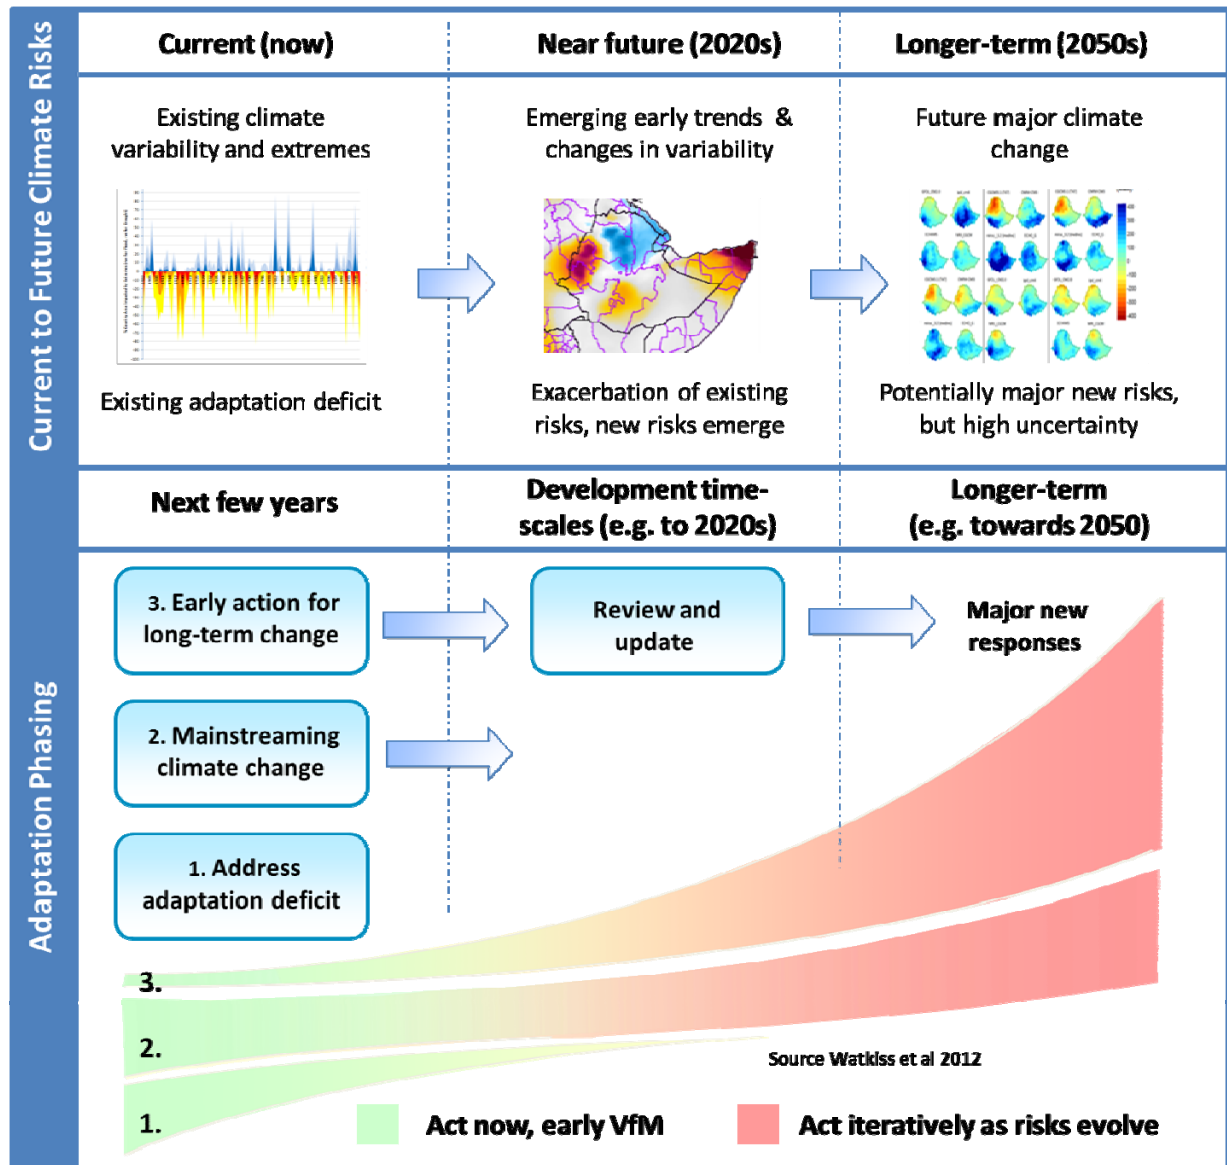 Current to Future Climate Risks
Current (now)
Near future (2020s)
Longer-term (2050s)
Existing climate
variability and extremes
Emerging early trends &
changes in variability
Future major climate
change
Existing adaptation deficit
Exacerbation of existing
risks, new risks emerge
Potentially major new risks,
but high uncertainty
Adaptation Phasing
Next few years
Development time-
scales (e.g. to 2020s)
Longer-term
(e.g. towards 2050)
3. Early action for
long-term change
Review and
update
Major new
responses
2. Mainstreaming
climate change
1. Address
adaptation deficit
3.
2.
1.
Source Watkiss et al 2012
Act now, early VfM
Act iteratively as risks evolve